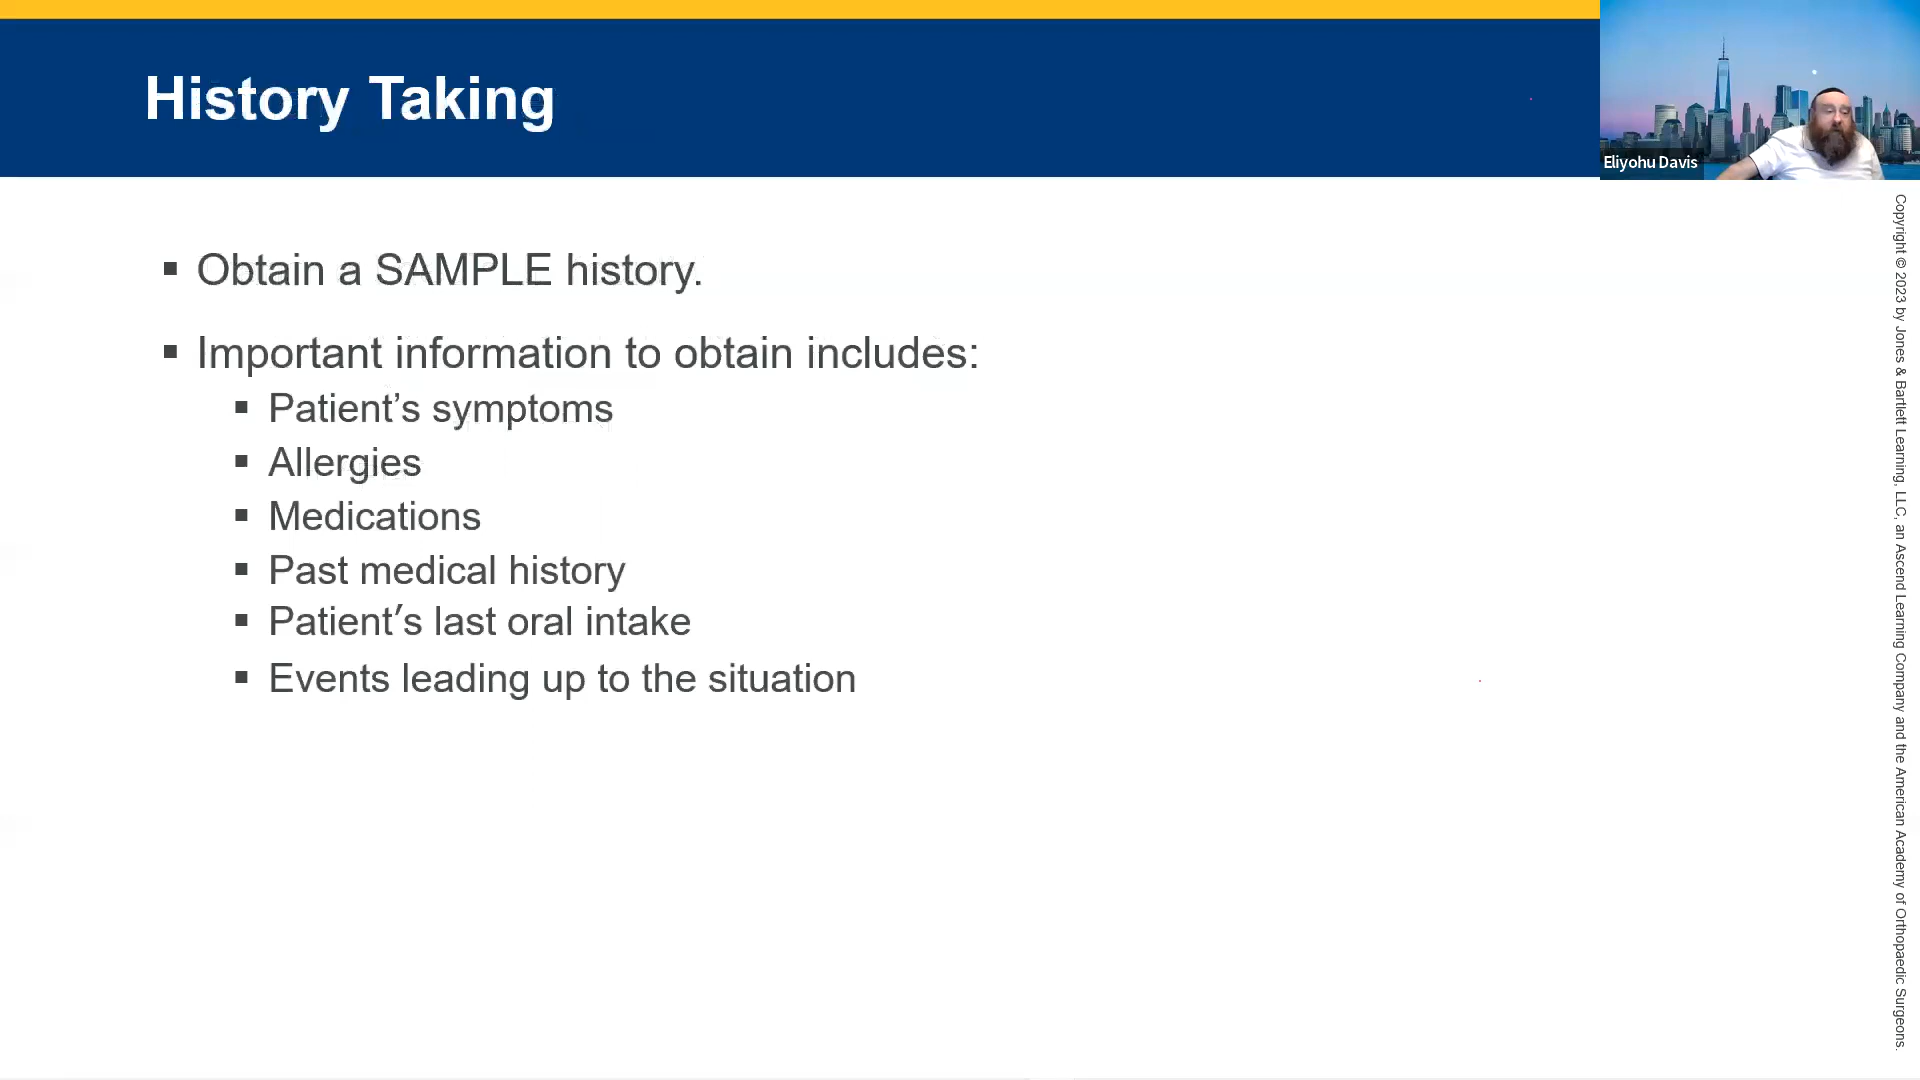 History Taking
Eliyohu Davis
▪ Obtain a SAMPLE history.
▪ Important information to obtain includes:
▪ Patient’s symptoms
▪ Allergies
▪ Medications
▪ Past medical history
▪ Patient′s last oral intake
▪ Events leading up to the situation
Copyright © 2023 by Jones & Bartlett Learning, LLC, an Ascend Learning Company and the American Academy of Orthopaedic Surgeons.